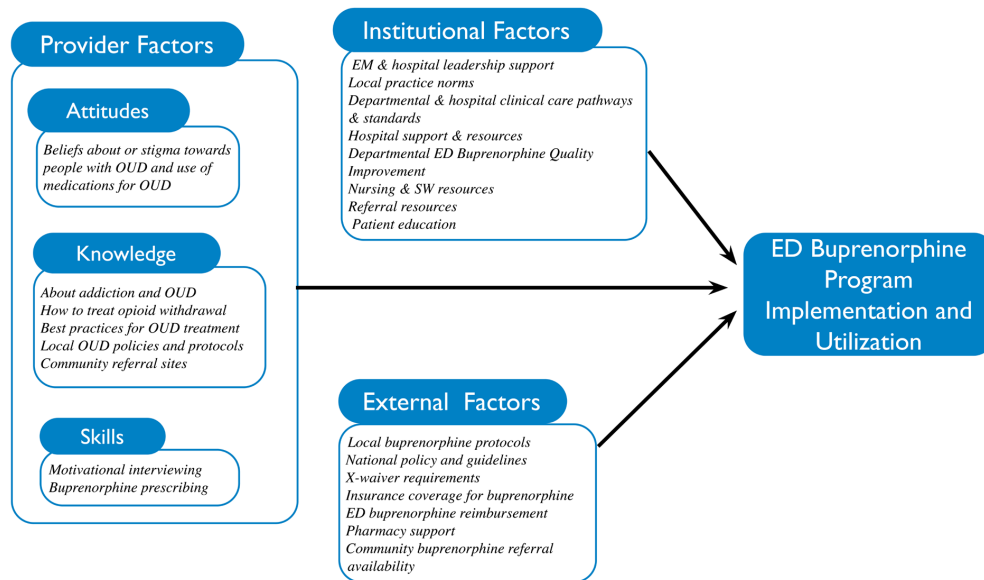 Provider Factors
Attitudes
Beliefs about or stigma towards
people with OUD and use of
medications for OUD
Knowledge
About addiction and OUD
How to treat opioid withdrawal
Best practices for OUD treatment
Local OUD policies and protocols
Community referral sites
Skills
Motivational interviewing
Buprenorphine prescribing
Institutional Factors
EM & hospital leadership support
Local practice norms
Departmental & hospital clinical care pathways
& standards
Hospital support & resources
Departmental ED Buprenorphine Quality
Improvement
Nursing & SW resources
Referral resources
Patient education
External Factors
Local buprenorphine protocols
National policy and guidelines
X-waiver requirements
Insurance coverage for buprenorphine
ED buprenorphine reimbursement
Pharmacy support
Community buprenorphine referral
availability
ED Buprenorphine
Program
Implementation and
Utilization